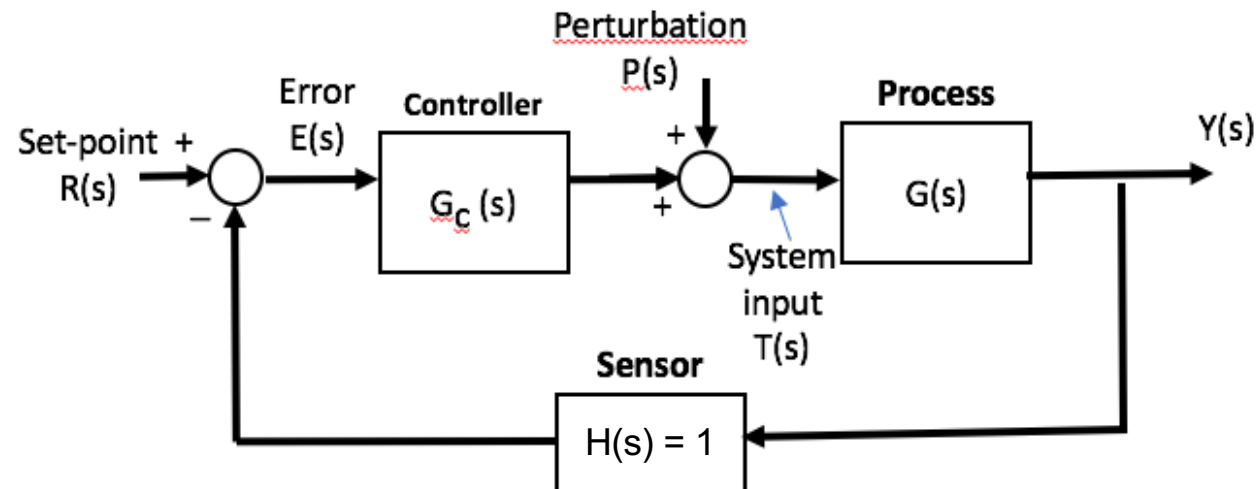 Perturbation
P(s)
Error
E(s)
Controller
Process
Set-point +
R(s)
–
G_C (s)
+
+
G(s)
Y(s)
System
input
T(s)
Sensor
H(s) = 1